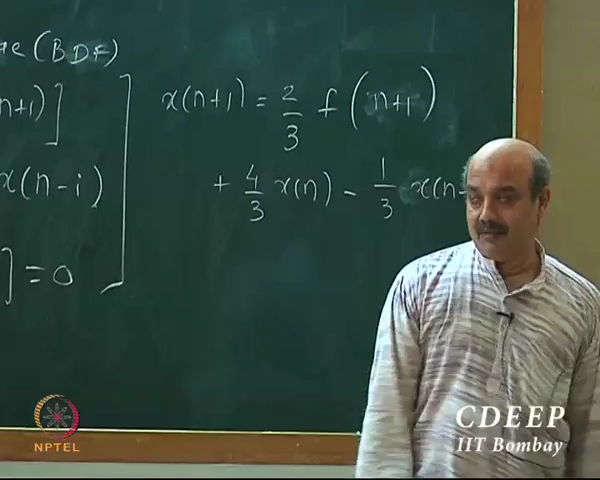 (BDF)
n+1)]
x(n-i)
] = 0
x(n+1) = 2/3 f(n+1)
+ 4/3 x(n) - 1/3 x(n-
NPTEL
CDEEP
IIT Bombay